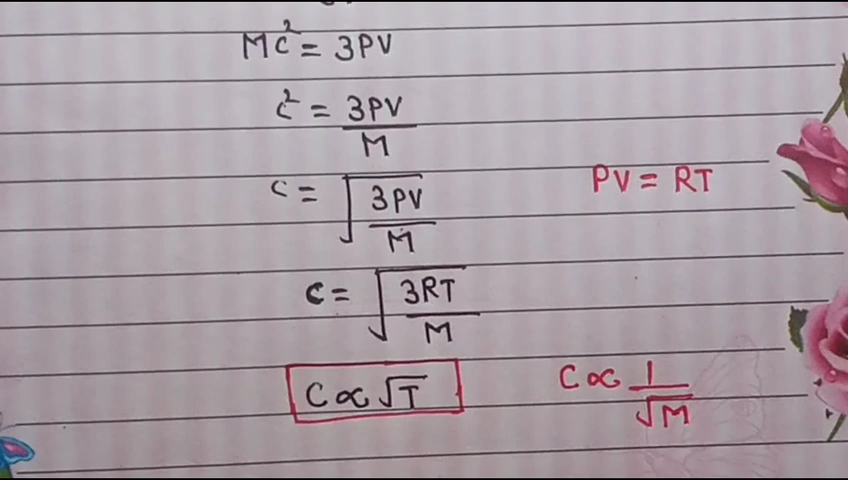 MC² = 3PV
C² = 3PV/M
C = √(3PV/M) PV = RT
C = √(3RT/M)
C ∝ √T C ∝ 1/√M